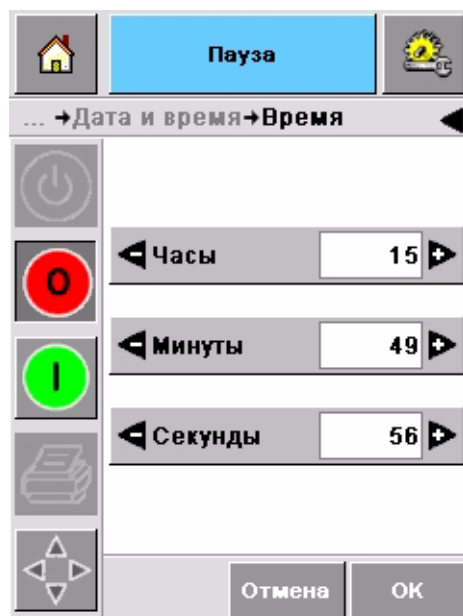 Пауза
... →Дата и время→Время
Часы 15
O
Минуты 49
I
Секунды 56
Отмена OK